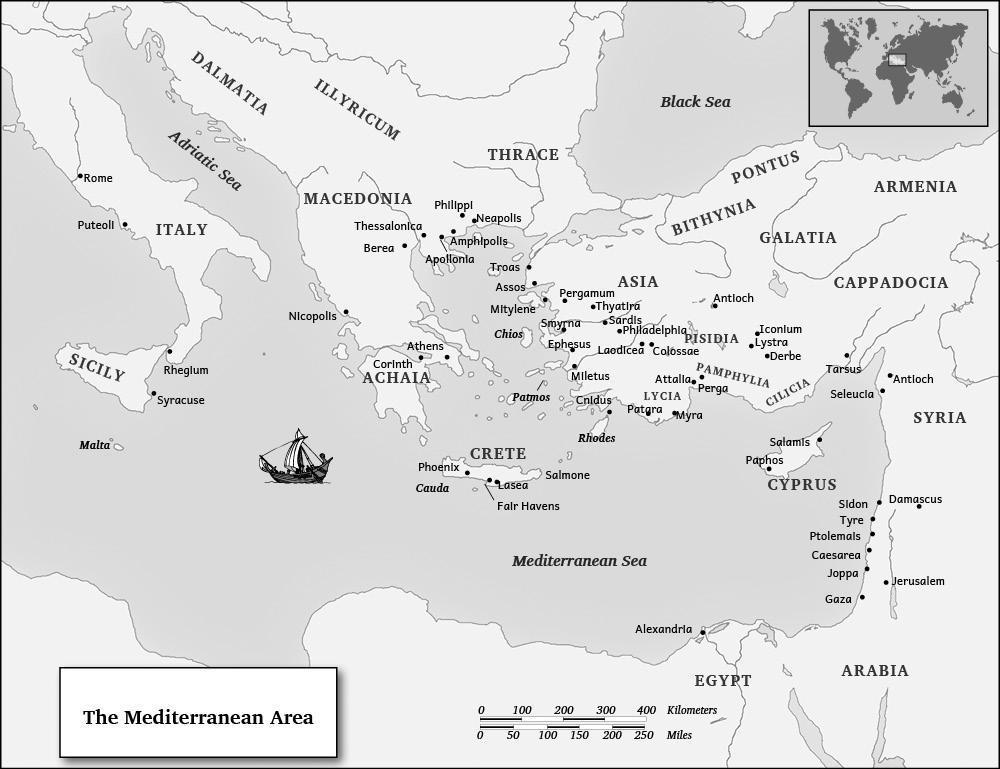 DALMATIA
ILLYRICUM
Black Sea
Adriatic Sea
THRACE
PONTUS
ARMENIA
Rome
MACEDONIA
Philippi
Neapolis
BITHYNIA
Puteoli
ITALY
Thessalonica
Amphipolis
GALATIA
Berea
Apollonia
Troas
ASIA
CAPPADOCIA
Assos
Pergamum
Antioch
Mitylene
Thyatira
Nicopolis
Smyrna
Sardis
Chios
Philadelphia
PISIDIA
Iconium
Athens
Ephesus
Laodicea
Colossae
Lystra
Derbe
SICILY
Rhegium
Corinth
ACHAIA
Miletus
Attalia
PAMPHYLIA
Perga
Tarsus
Antioch
Syracuse
Patmos
Cnidus
LYCIA
CILICIA
Seleucia
Patara
Myra
SYRIA
Malta
Rhodes
Salamis
CRETE
Phoenix
Salmone
Paphos
Cauda
Lasea
CYPRUS
Fair Havens
Sidon
Damascus
Tyre
Ptolemais
Mediterranean Sea
Caesarea
Joppa
Jerusalem
Gaza
Alexandria
EGYPT
ARABIA
The Mediterranean Area
0 100 200 300 400 Kilometers
0 50 100 150 200 250 Miles